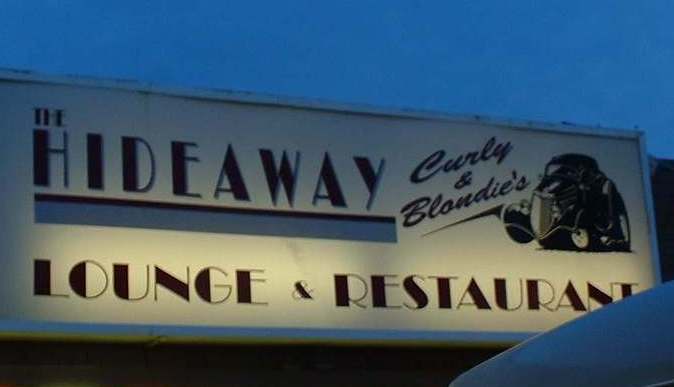 THE
HIDEAWAY
Curly
&
Blondie's
LOUNGE & RESTAURANT